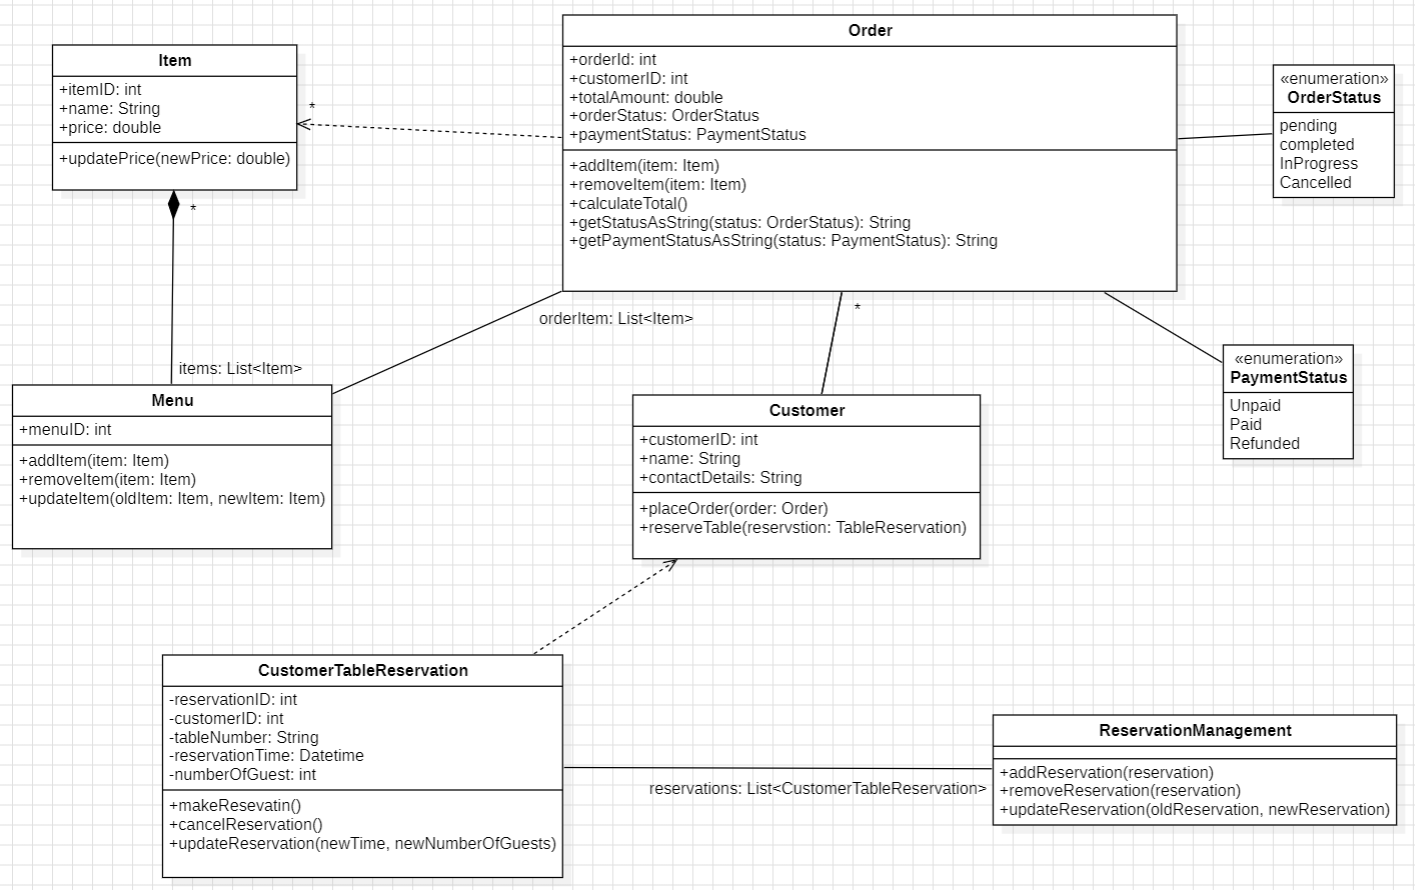 Item
+itemID: int
+name: String
+price: double
+updatePrice(newPrice: double)
*
*
Order
+orderId: int
+customerID: int
+totalAmount: double
+orderStatus: OrderStatus
+paymentStatus: PaymentStatus
+addItem(item: Item)
+removeItem(item: Item)
+calculateTotal()
+getStatusAsString(status: OrderStatus): String
+getPaymentStatusAsString(status: PaymentStatus): String
«enumeration»
OrderStatus
pending
completed
InProgress
Cancelled
orderItem: List<Item>
*
«enumeration»
PaymentStatus
Unpaid
Paid
Refunded
items: List<Item>
Menu
+menuID: int
+addItem(item: Item)
+removeItem(item: Item)
+updateItem(oldItem: Item, newItem: Item)
Customer
+customerID: int
+name: String
+contactDetails: String
+placeOrder(order: Order)
+reserveTable(reservstion: TableReservation)
CustomerTableReservation
-reservationID: int
-customerID: int
-tableNumber: String
-reservationTime: Datetime
-numberOfGuest: int
+makeResevatin()
+cancelReservation()
+updateReservation(newTime, newNumberOfGuests)
reservations: List<CustomerTableReservation>
ReservationManagement
+addReservation(reservation)
+removeReservation(reservation)
+updateReservation(oldReservation, newReservation)